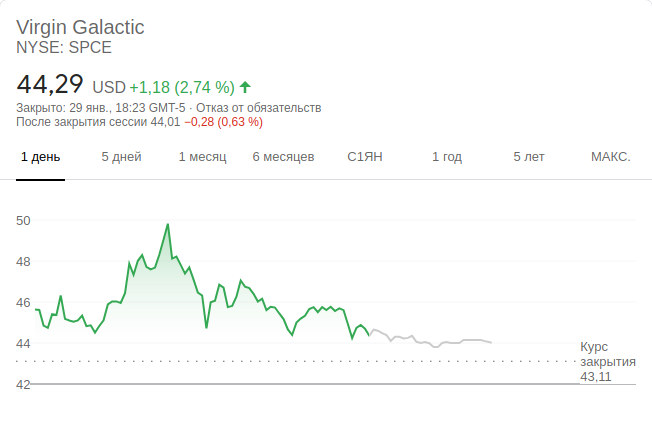 Virgin Galactic
NYSE: SPCE
44,29 USD +1,18 (2,74 %)
Закрыто: 29 янв., 18:23 GMT-5 · Отказ от обязательств
После закрытия сессии 44,01 −0,28 (0,63 %)
1 день 5 дней 1 месяц 6 месяцев С1ЯН 1 год 5 лет МАКС.
50
48
46
44
Курс
закрытия
43,11
42